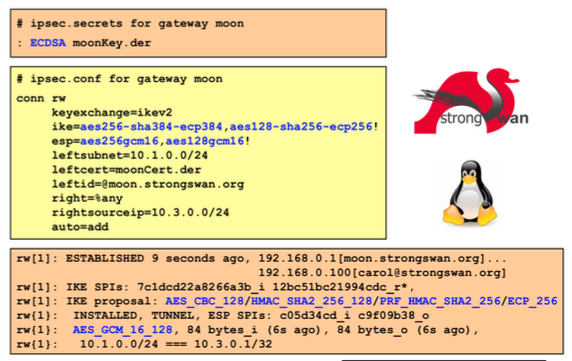 # ipsec.secrets for gateway moon
: ECDSA moonKey.der
# ipsec.conf for gateway moon
conn rw
keyexchange=ikev2
ike=aes256-sha384-ecp384,aes128-sha256-ecp256!
esp=aes256gcm16,aes128gcm16!
leftsubnet=10.1.0.0/24
leftcert=moonCert.der
leftid=@moon.strongswan.org
right=%any
rightsourceip=10.3.0.0/24
auto=add
strongSwan
rw[1]: ESTABLISHED 9 seconds ago, 192.168.0.1[moon.strongswan.org]...
192.168.0.100[carol@strongswan.org]
rw[1]: IKE SPIs: 7c1dcd22a8266a3b_i 12bc51bc21994cdc_r*,
rw[1]: IKE proposal: AES_CBC_128/HMAC_SHA2_256_128/PRF_HMAC_SHA2_256/ECP_256
rw{1}: INSTALLED, TUNNEL, ESP SPIs: c05d34cd_i c9f09b38_o
rw{1}: AES_GCM_16_128, 84 bytes_i (6s ago), 84 bytes_o (6s ago),
rw{1}: 10.1.0.0/24 === 10.3.0.1/32